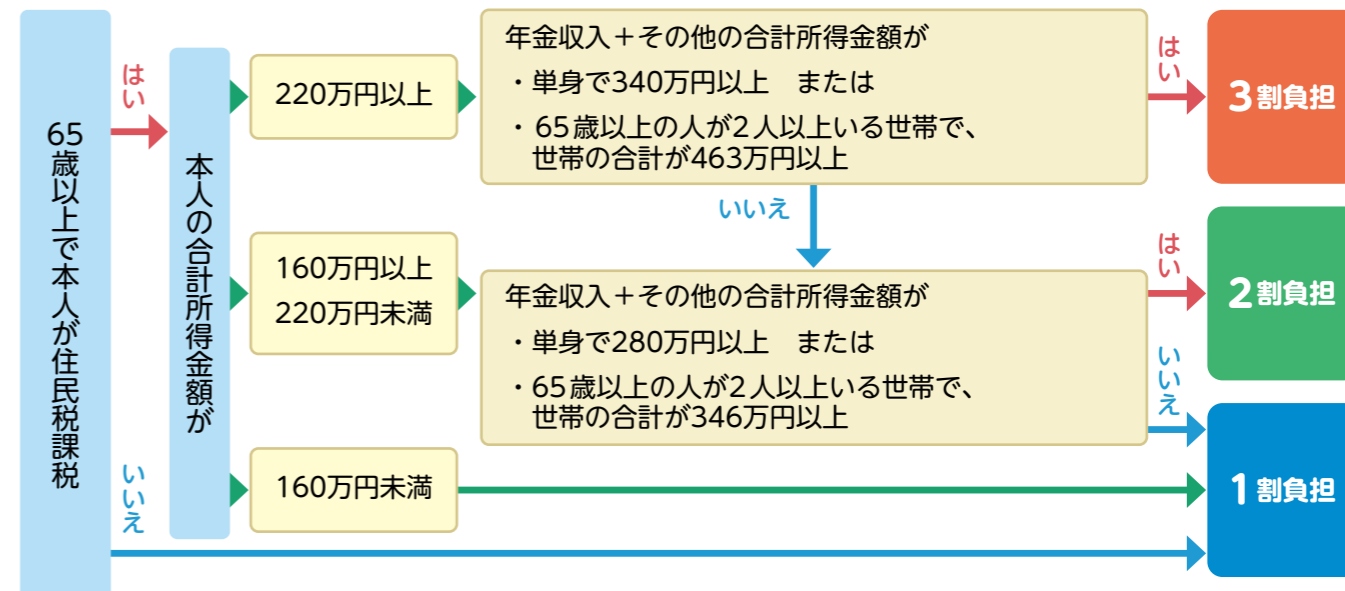 65歳以上で本人が住民税課税
はい
いいえ
本人の合計所得金額が
220万円以上
年金収入＋その他の合計所得金額が
・単身で340万円以上　または
・65歳以上の人が2人以上いる世帯で、
世帯の合計が463万円以上
はい
3割負担
いいえ
160万円以上
220万円未満
年金収入＋その他の合計所得金額が
・単身で280万円以上　または
・65歳以上の人が2人以上いる世帯で、
世帯の合計が346万円以上
はい
2割負担
いいえ
160万円未満
1割負担